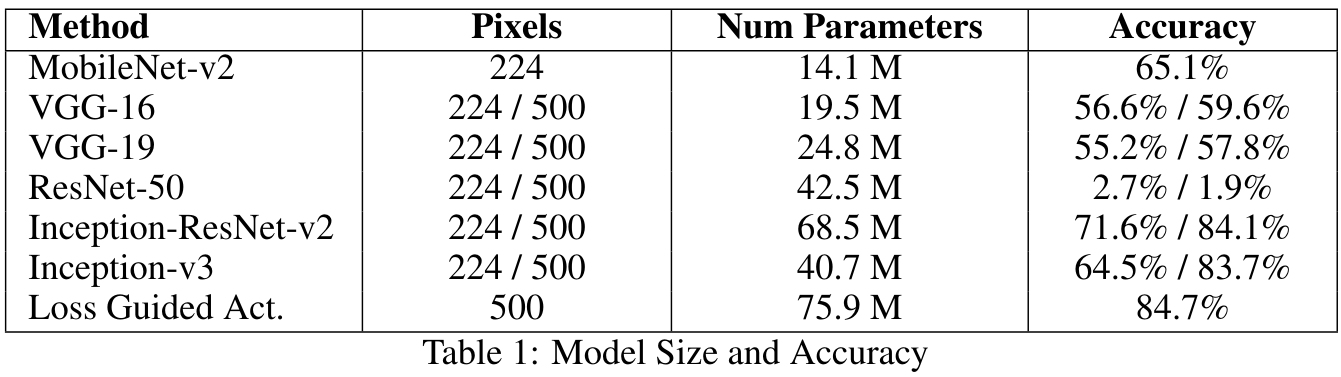 Method Pixels Num Parameters Accuracy
MobileNet-v2 224 14.1 M 65.1%
VGG-16 224 / 500 19.5 M 56.6% / 59.6%
VGG-19 224 / 500 24.8 M 55.2% / 57.8%
ResNet-50 224 / 500 42.5 M 2.7% / 1.9%
Inception-ResNet-v2 224 / 500 68.5 M 71.6% / 84.1%
Inception-v3 224 / 500 40.7 M 64.5% / 83.7%
Loss Guided Act. 500 75.9 M 84.7%
Table 1: Model Size and Accuracy